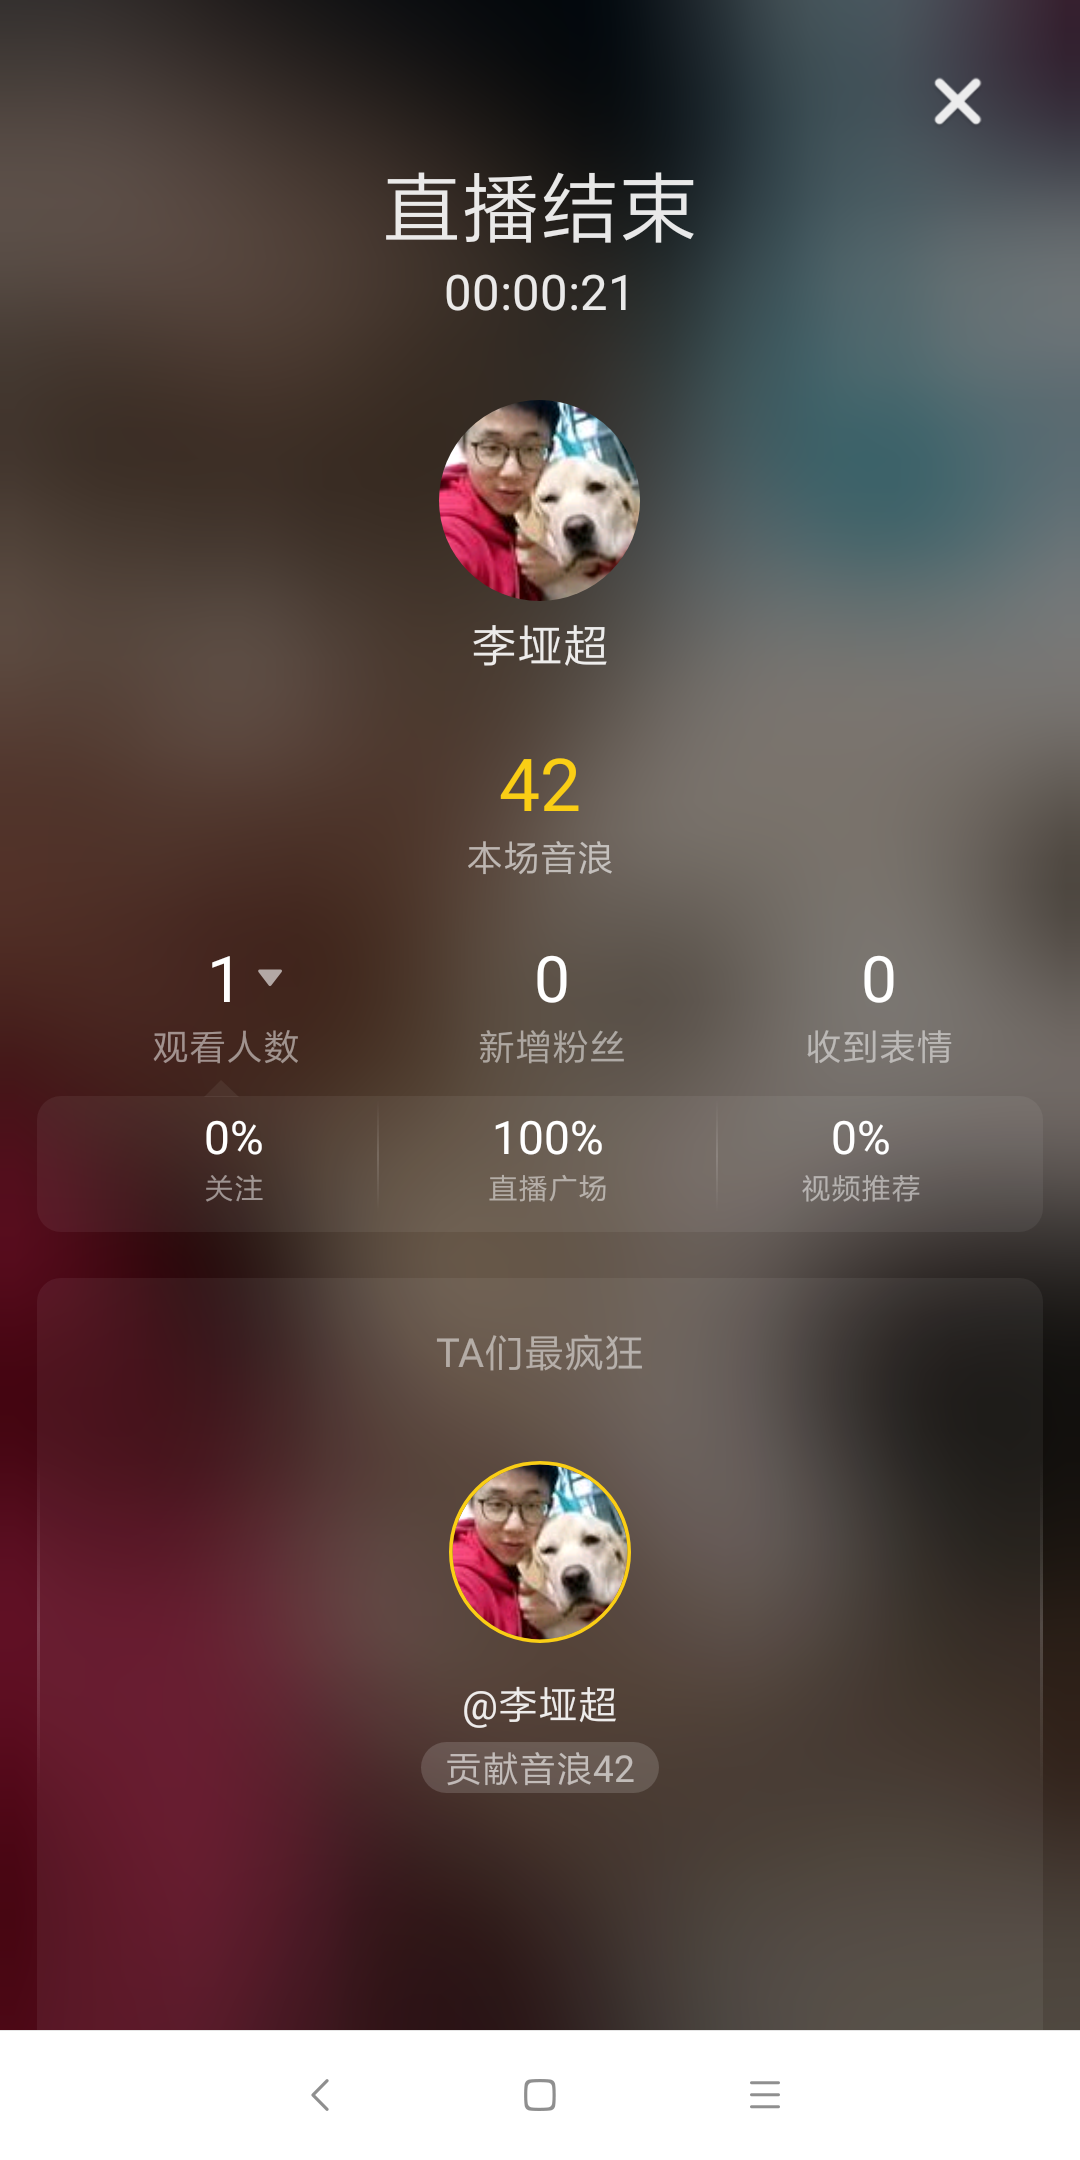 直播结束
00:00:21
李垭超
42
本场音浪
1 0 0
观看人数 新增粉丝 收到表情
0% 100% 0%
关注 直播广场 视频推荐
TA们最疯狂
@李垭超
贡献音浪42